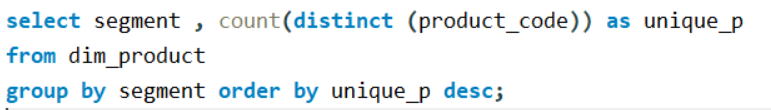 select segment , count(distinct (product_code)) as unique_p
from dim_product
group by segment order by unique_p desc;